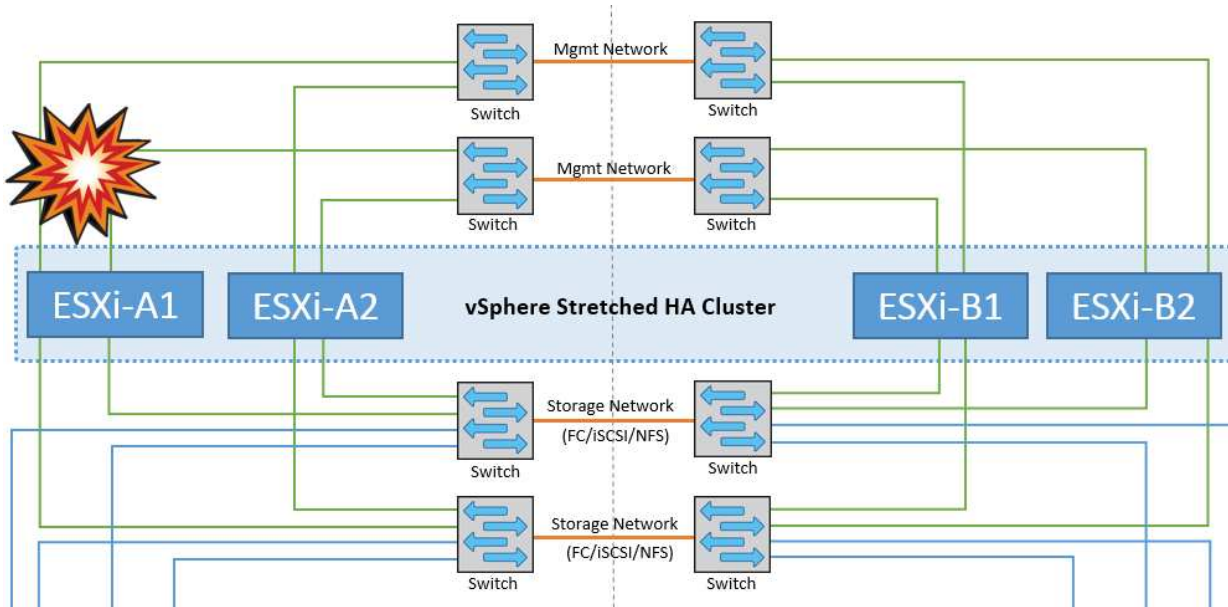 Mgmt Network
Switch
Switch
Mgmt Network
Switch
Switch
ESXi-A1
ESXi-A2
vSphere Stretched HA Cluster
ESXi-B1
ESXi-B2
Storage Network
(FC/iSCSI/NFS)
Switch
Switch
Storage Network
(FC/iSCSI/NFS)
Switch
Switch